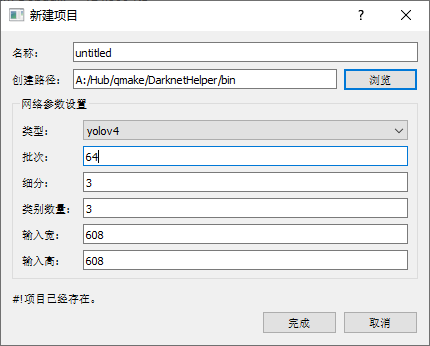 新建项目
名称: untitled
创建路径: A:/Hub/qmake/DarknetHelper/bin 浏览
网络参数设置
类型: yolov4
批次: 64
细分: 3
类别数量: 3
输入宽: 608
输入高: 608
#!项目已经存在。
完成 取消